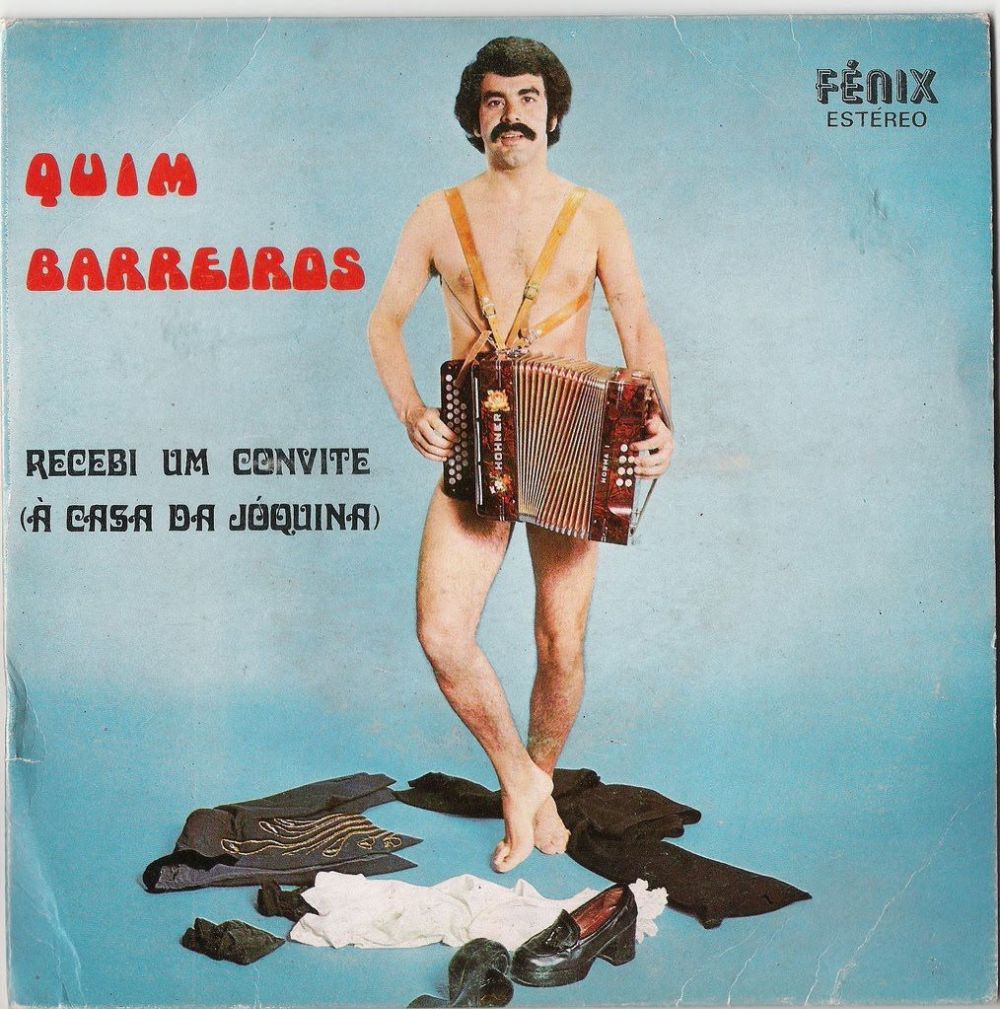 FÉNIX
ESTÉREO
QUIM
BARREIROS
RECEBI UM CONVITE
(À CASA DA JÓQUINA)
HOHNER